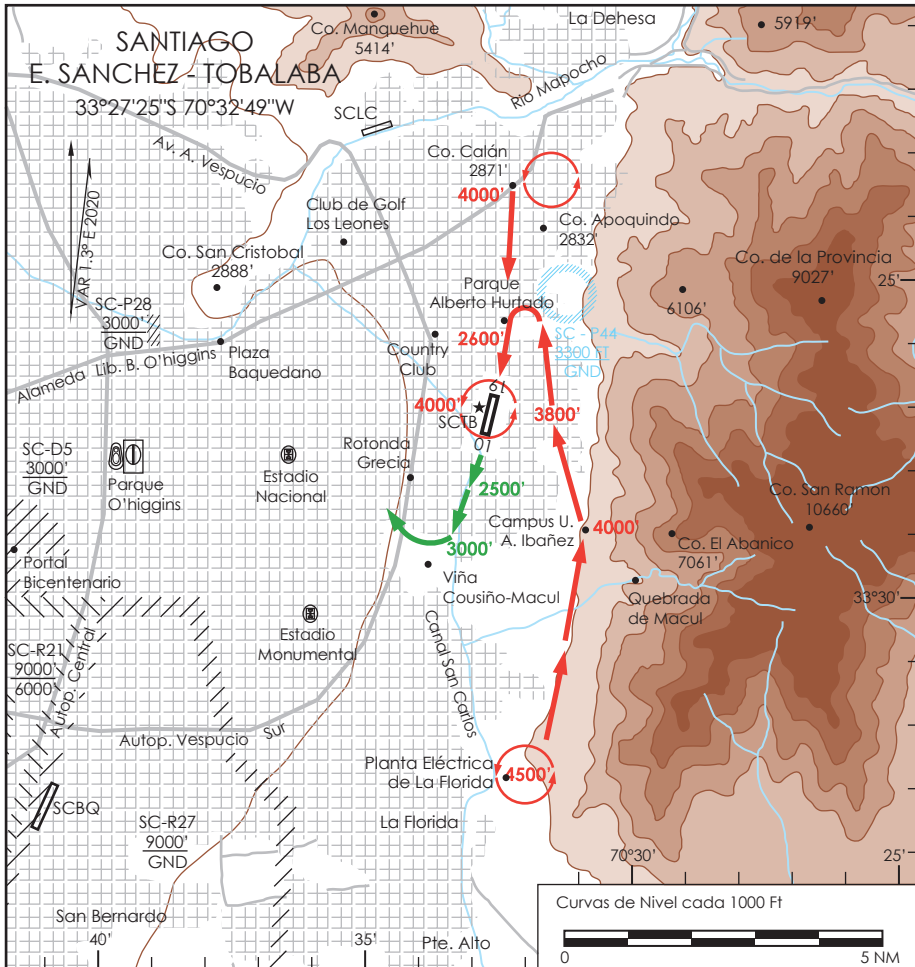 La Dehesa
5919'
Co. Manquehue
5414'
SANTIAGO
E. SANCHEZ - TOBALABA
33°27'25"S 70°32'49"W
Río Mapocho
SCLC
Av. A. Vespucio
Co. Calán
2871'
4000'
Club de Golf
Los Leones
Co. Apoquindo
2832'
VAR 1.3° E 2020
Co. San Cristobal
2888'
Co. de la Provincia
9027'
25'
6106'
Parque
Alberto Hurtado
SC-P28
3000'
GND
SC - P44
3300 FT
GND
2600'
Country
Club
Plaza
Baquedano
Alameda Lib. B. O'higgins
19
4000'
SCTB
3800'
01
SC-D5
3000'
GND
Parque
O'higgins
Estadio
Nacional
Rotonda
Grecia
2500'
Co. San Ramon
10660'
Campus U.
A. Ibañez
4000'
Co. El Abanico
7061'
3000'
Portal
Bicentenario
Viña
Cousiño-Macul
Quebrada
de Macul
33°30'
Estadio
Monumental
Canal San Carlos
SC-R21
9000'
6000'
Autop. Central
Autop. Vespucio Sur
Planta Eléctrica
de La Florida
4500'
SCBQ
La Florida
SC-R27
9000'
GND
70°30'
25'
San Bernardo
40'
35'
Pte. Alto
Curvas de Nivel cada 1000 Ft
0
5 NM